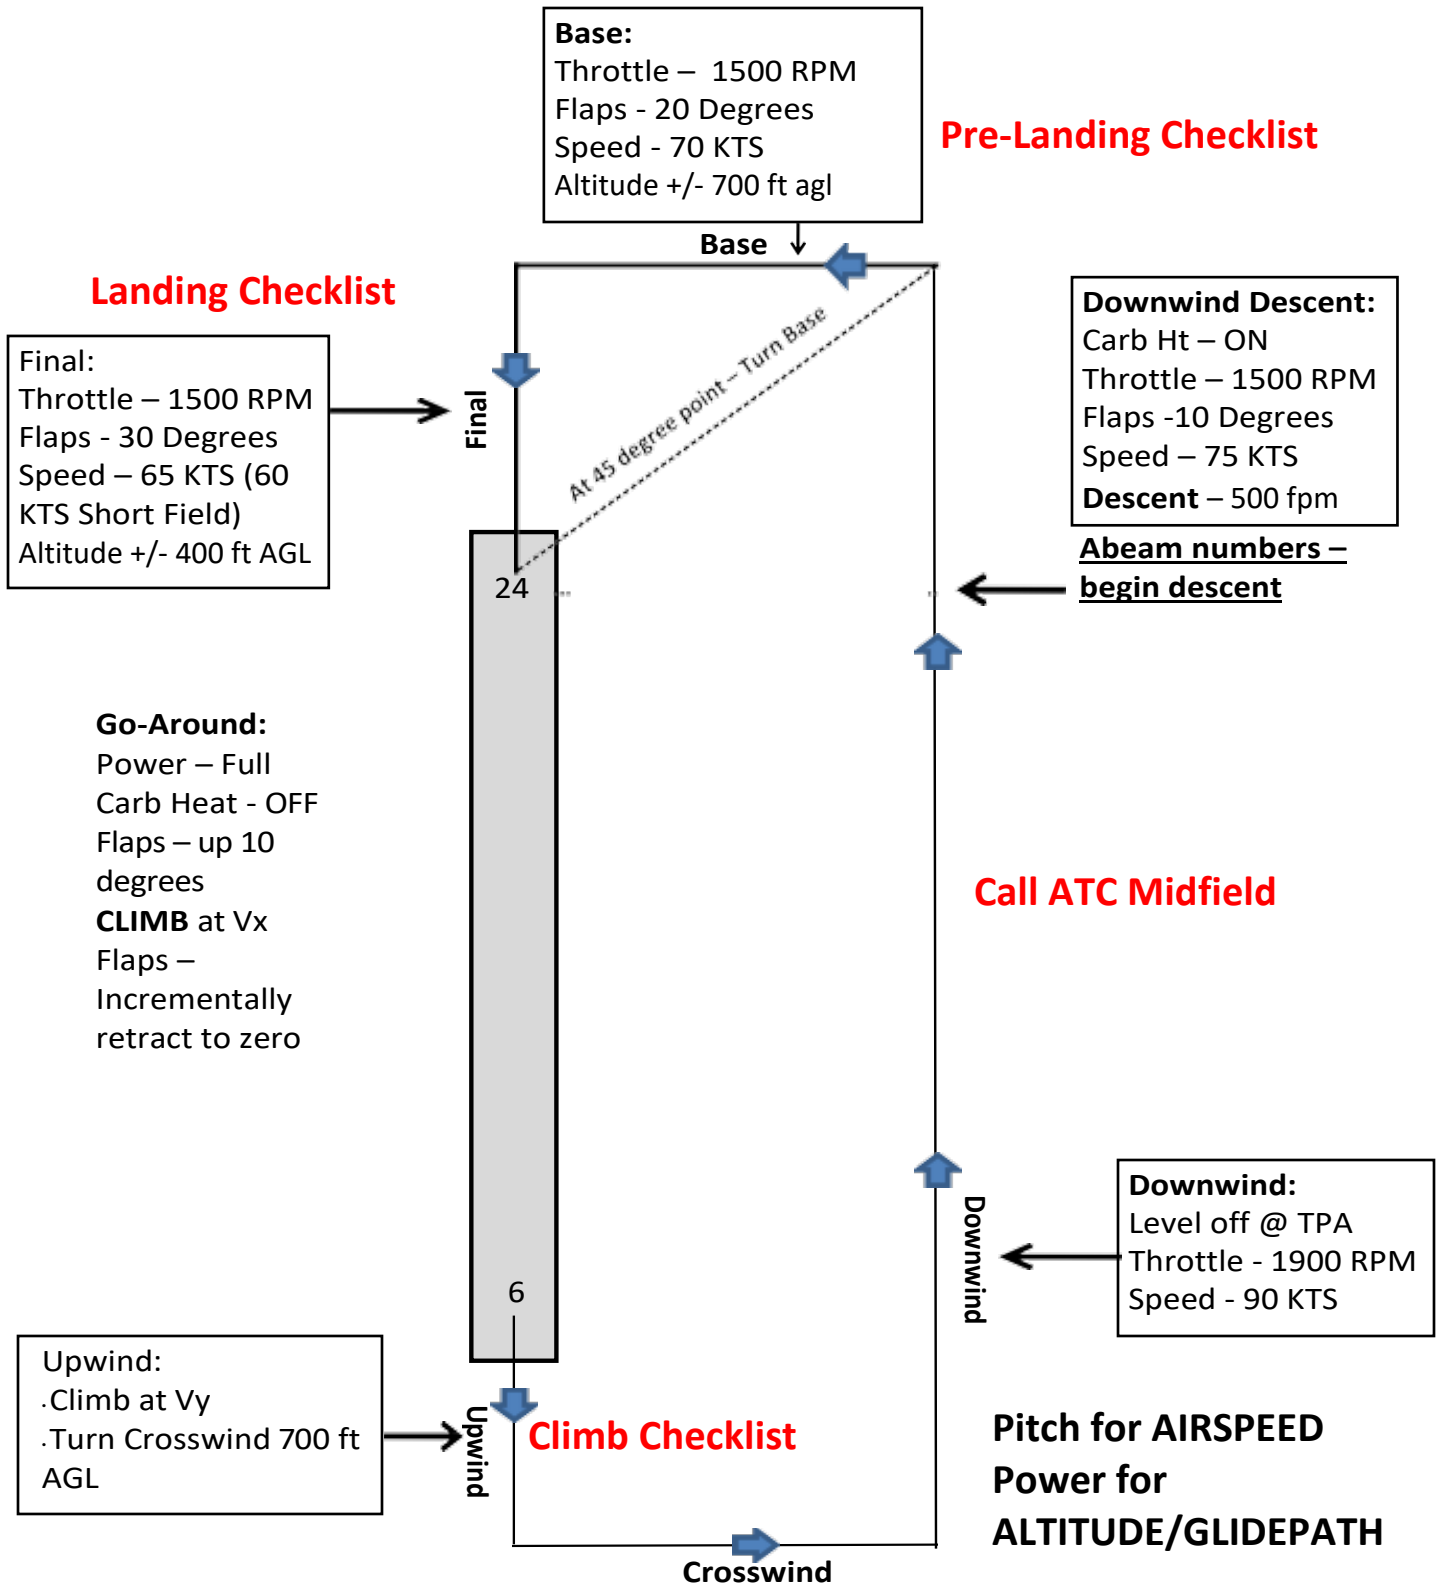 Base:
Throttle – 1500 RPM
Flaps - 20 Degrees
Speed - 70 KTS
Altitude +/- 700 ft agl
Pre-Landing Checklist
Base
Landing Checklist
Final:
Throttle – 1500 RPM
Flaps - 30 Degrees
Speed – 65 KTS (60
KTS Short Field)
Altitude +/- 400 ft AGL
Final
At 45 degree point – Turn Base
Downwind Descent:
Carb Ht – ON
Throttle – 1500 RPM
Flaps -10 Degrees
Speed – 75 KTS
Descent – 500 fpm
Abeam numbers –
begin descent
24
Go-Around:
Power – Full
Carb Heat - OFF
Flaps – up 10
degrees
CLIMB at Vx
Flaps –
Incrementally
retract to zero
Call ATC Midfield
Downwind
Downwind:
Level off @ TPA
Throttle - 1900 RPM
Speed - 90 KTS
6
Upwind:
.Climb at Vy
.Turn Crosswind 700 ft
AGL
Upwind
Climb Checklist
Pitch for AIRSPEED
Power for
ALTITUDE/GLIDEPATH
Crosswind